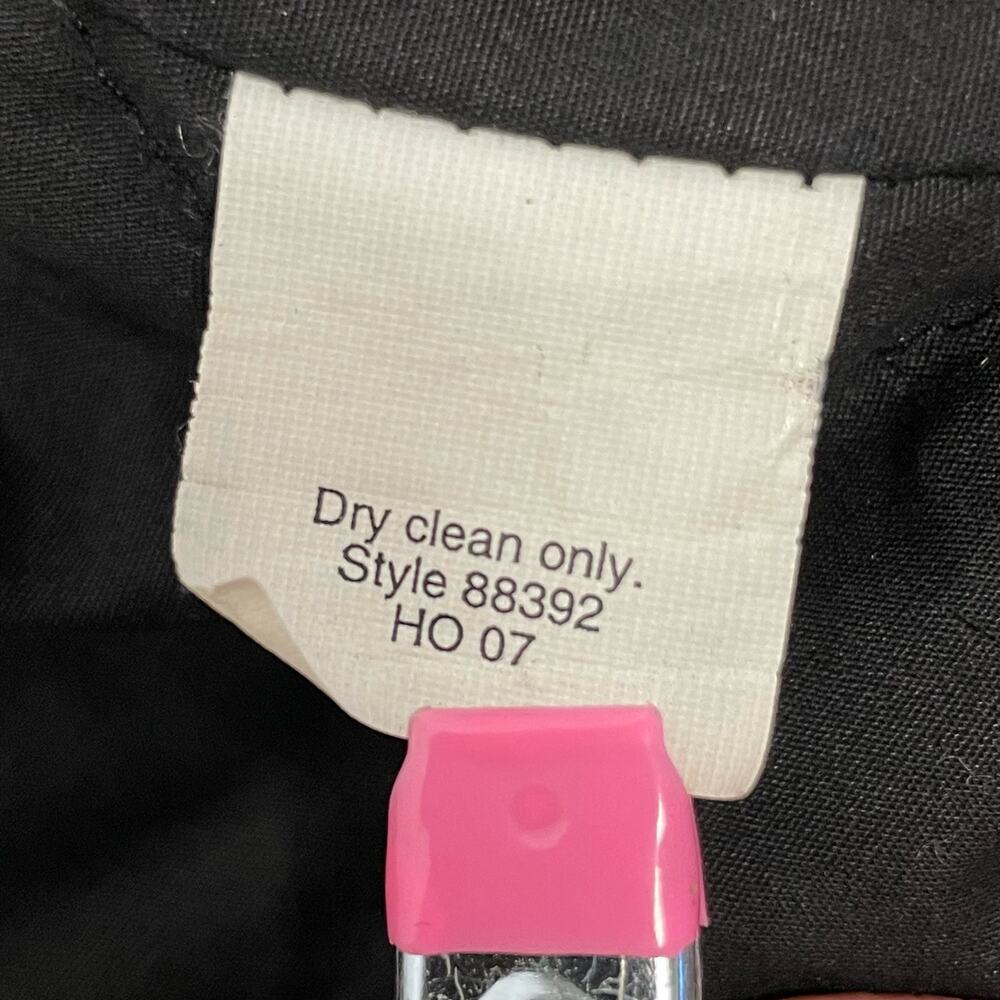 Dry clean only.
Style 88392
HO 07